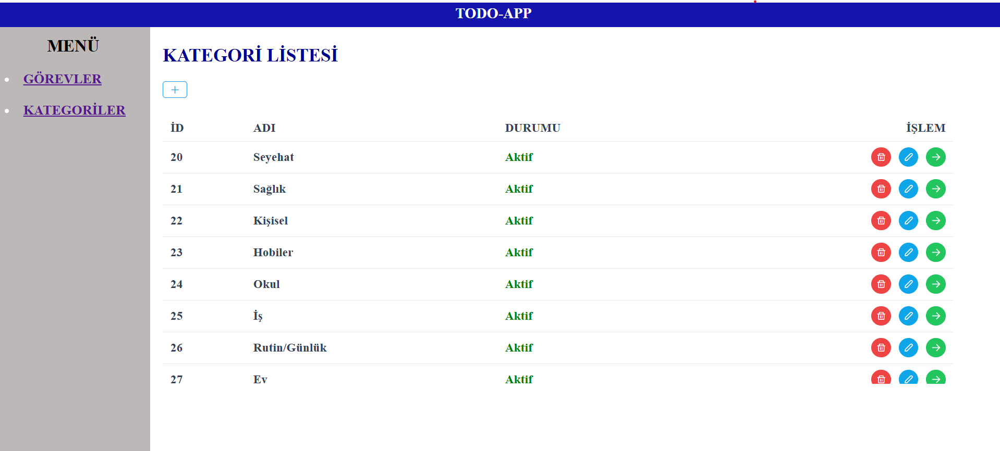 TODO-APP
MENÜ
GÖREVLER
KATEGORİLER
KATEGORİ LİSTESİ
+
İD ADI DURUMU İŞLEM
20 Seyehat Aktif
21 Sağlık Aktif
22 Kişisel Aktif
23 Hobiler Aktif
24 Okul Aktif
25 İş Aktif
26 Rutin/Günlük Aktif
27 Ev Aktif